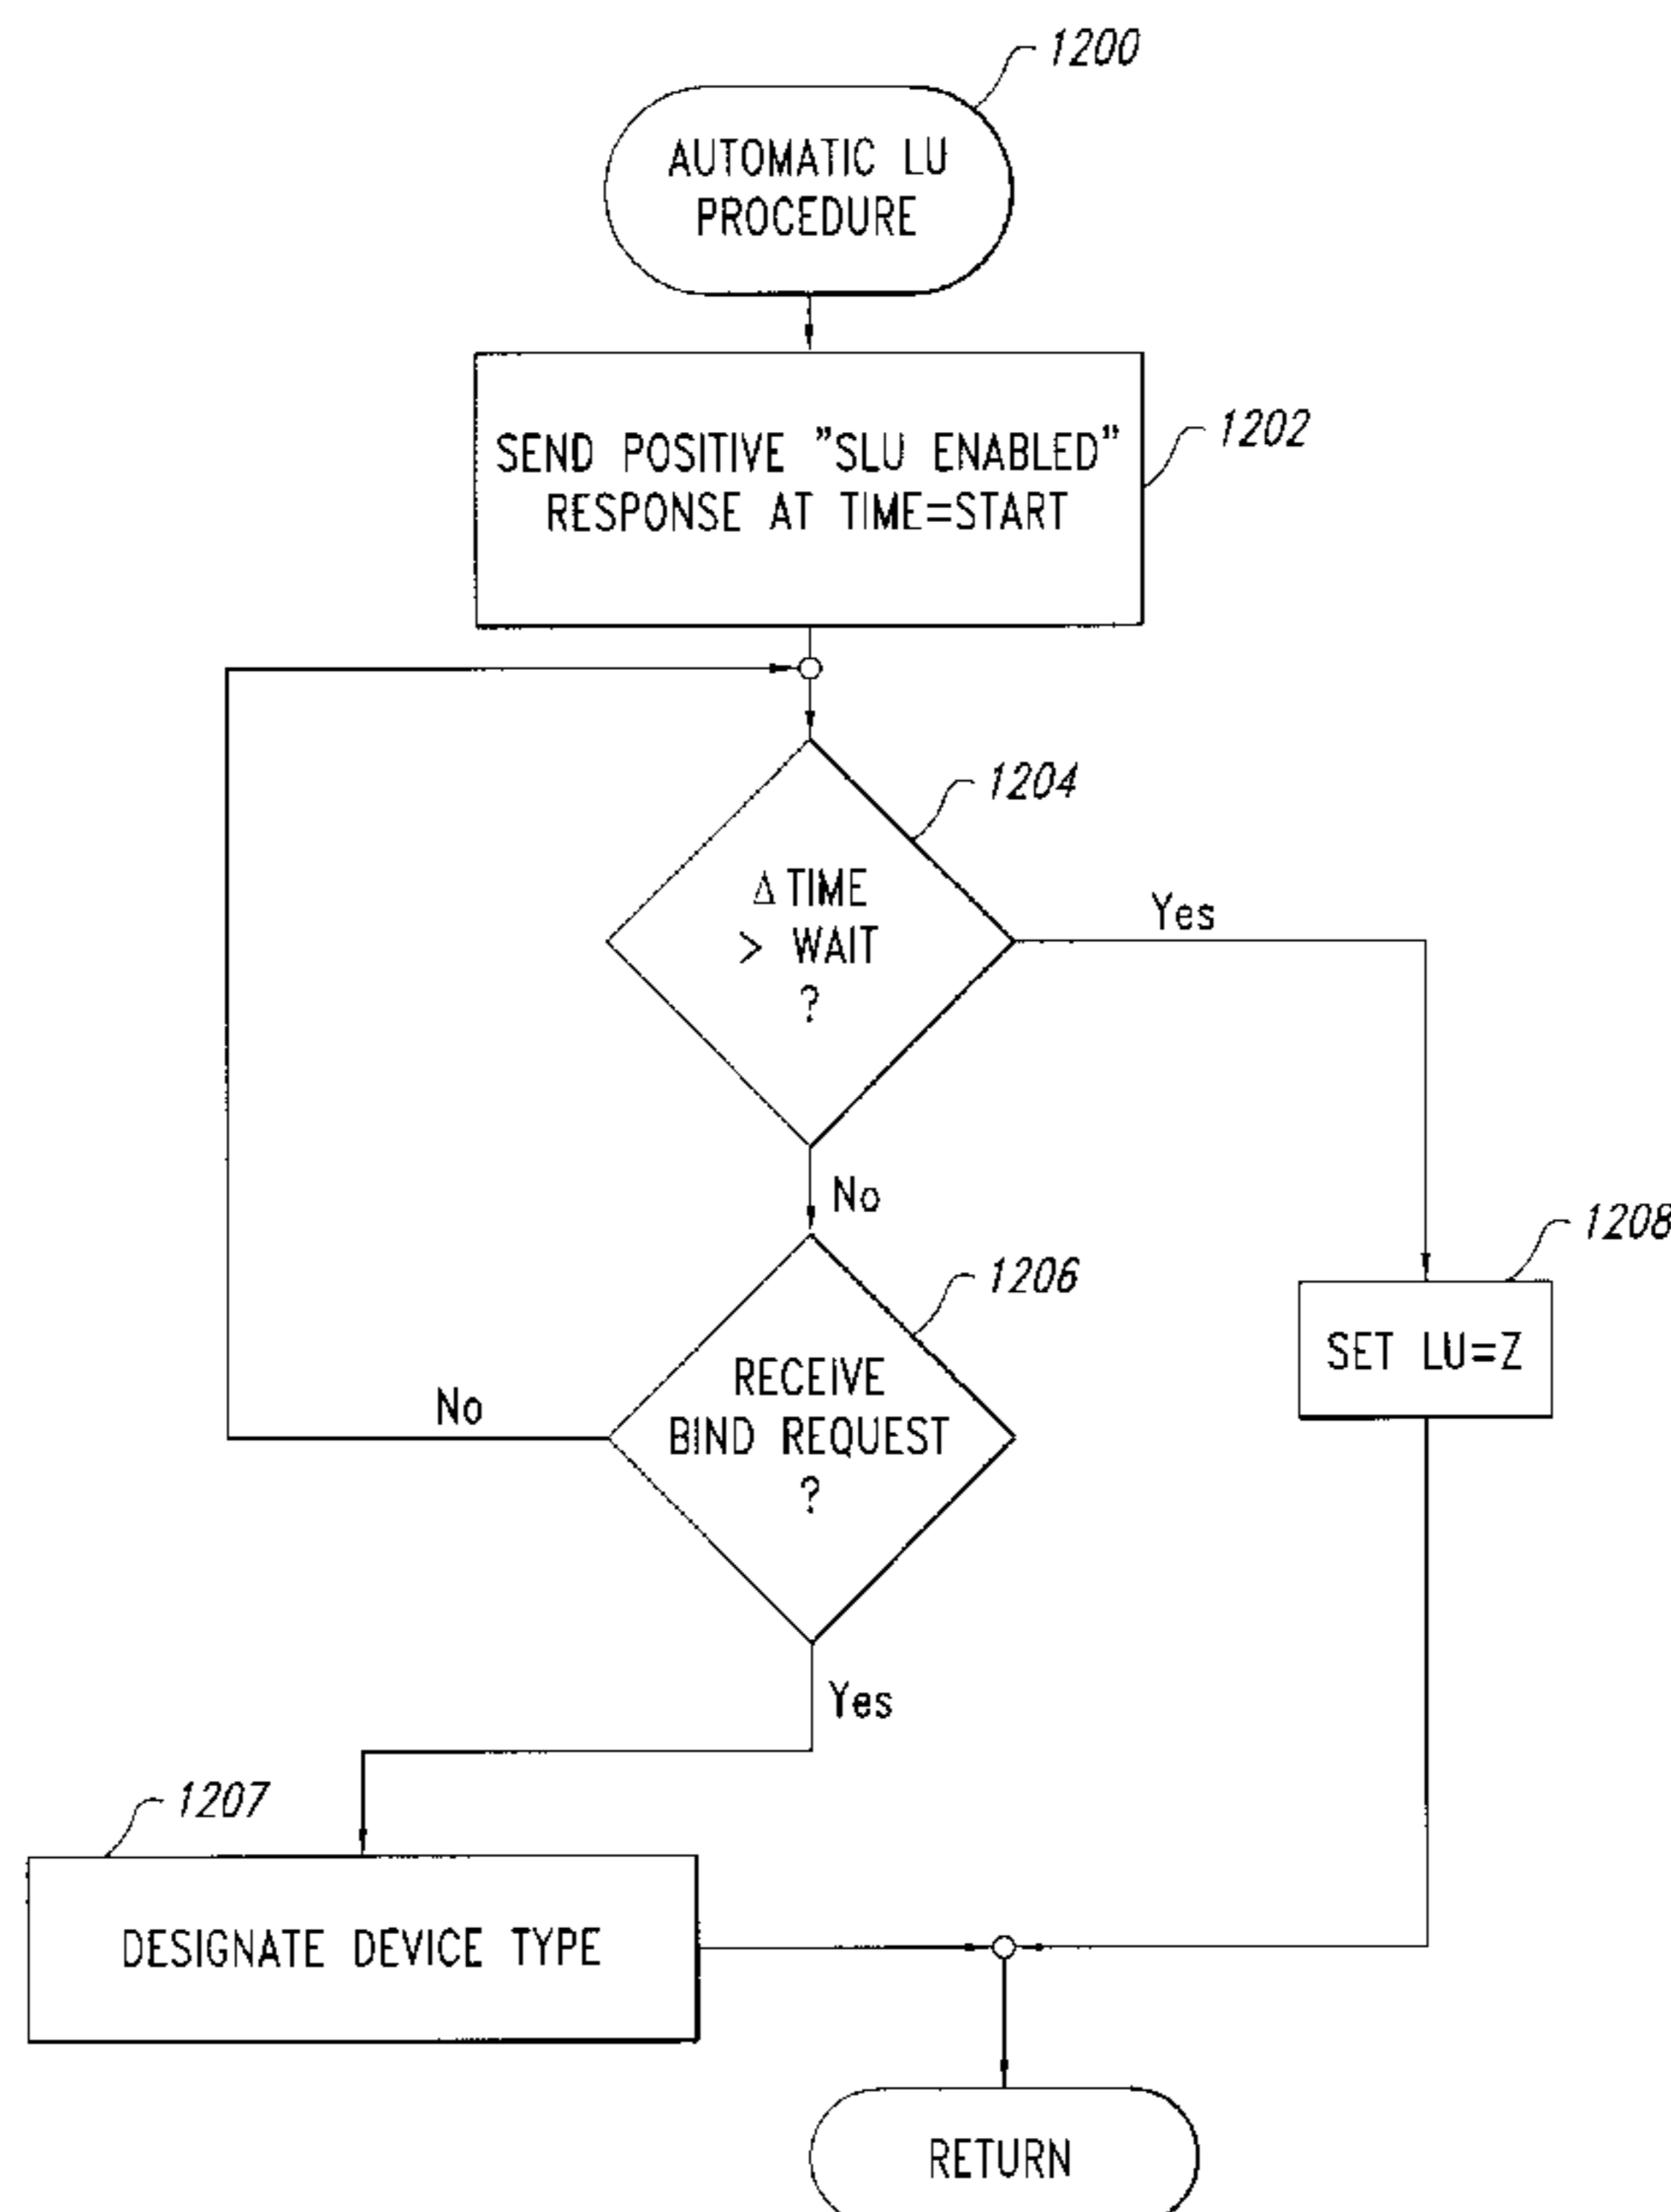 1200
AUTOMATIC LU
PROCEDURE
SEND POSITIVE "SLU ENABLED"
RESPONSE AT TIME=START
1202
1204
Δ TIME
> WAIT
?
Yes
No
1206
RECEIVE
BIND REQUEST
?
No
1208
SET LU=Z
Yes
1207
DESIGNATE DEVICE TYPE
RETURN